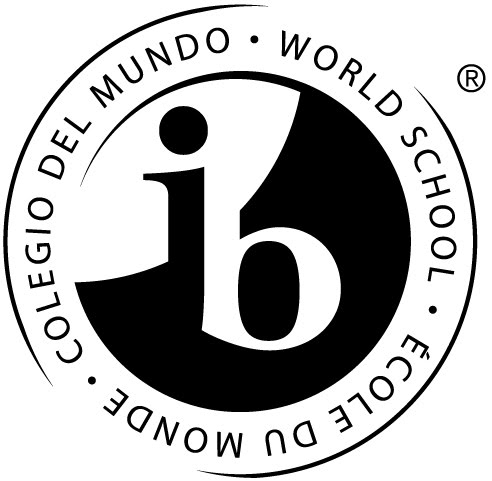 COLEGIO DEL MUNDO · WORLD SCHOOL · ÉCOLE DU MONDE ·
®
ib